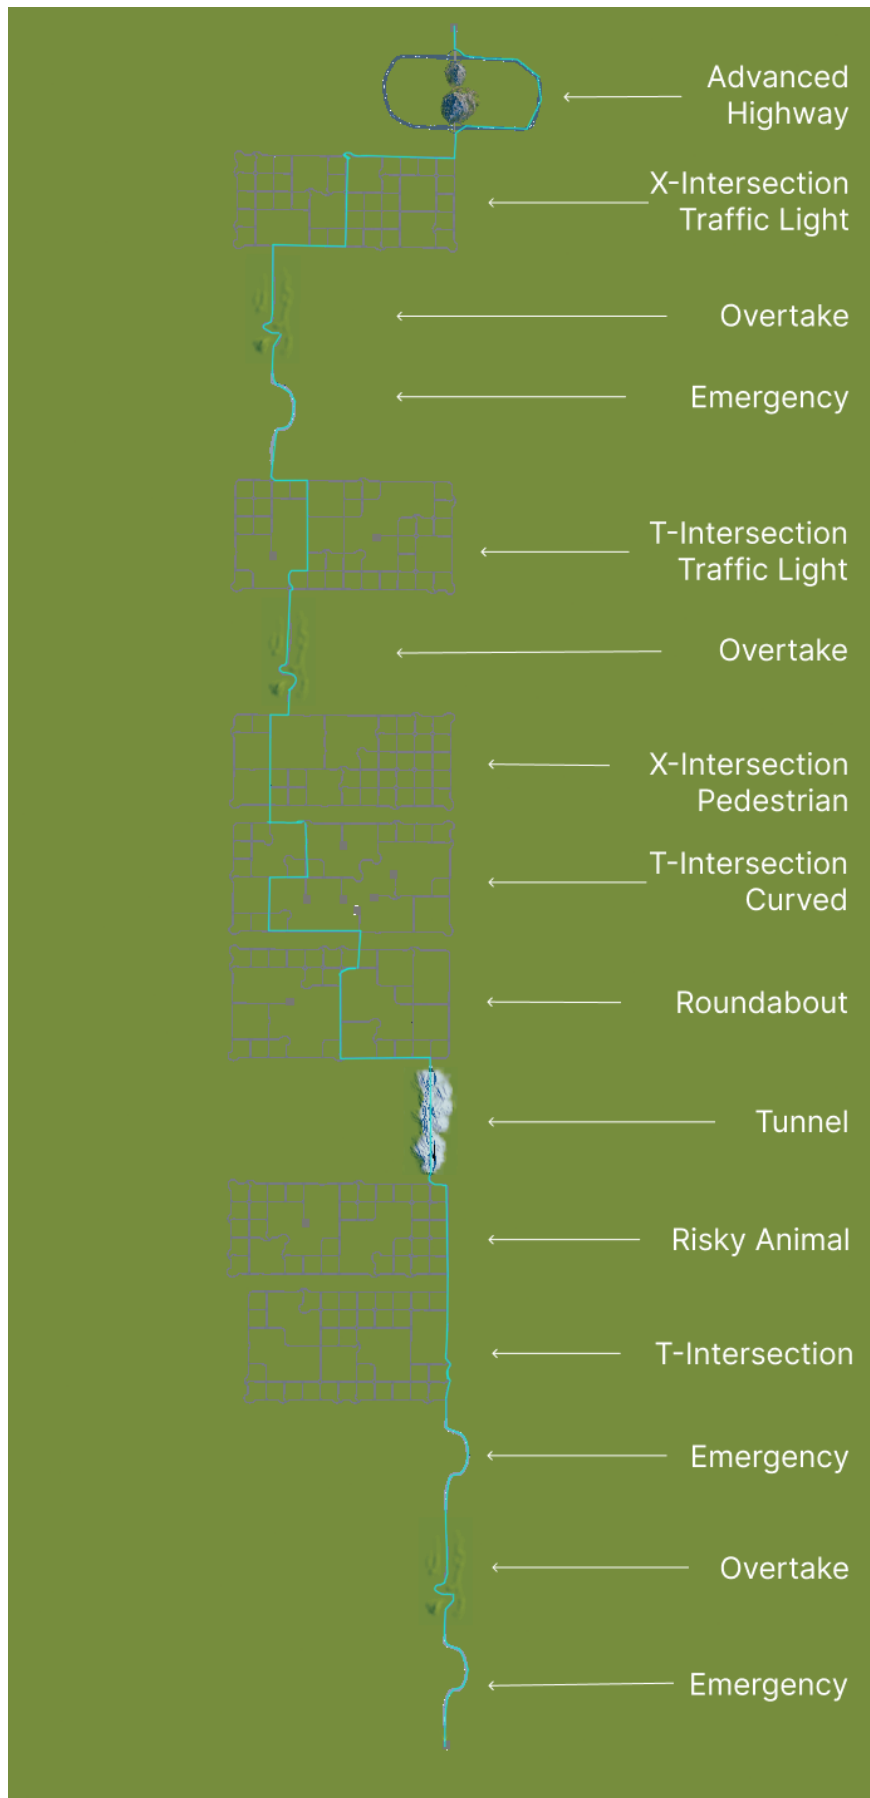 Advanced
Highway
X-Intersection
Traffic Light
Overtake
Emergency
T-Intersection
Traffic Light
Overtake
X-Intersection
Pedestrian
T-Intersection
Curved
Roundabout
Tunnel
Risky Animal
T-Intersection
Emergency
Overtake
Emergency